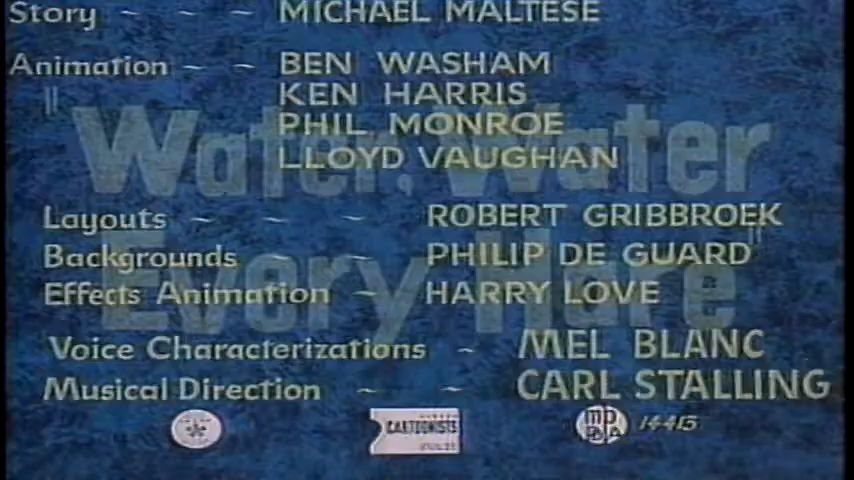 Story ~ ~ ~ MICHAEL MALTESE
Animation ~ ~ BEN WASHAM
KEN HARRIS
PHIL MONROE
LLOYD VAUGHAN
"Water, Water
Every Hare"
Layouts ~ ~ ~ ROBERT GRIBBROEK
Backgrounds ~ ~ PHILIP DE GUARD
Effects Animation ~ HARRY LOVE
Voice Characterizations ~ MEL BLANC
Musical Direction ~ ~ CARL STALLING
CARTOONISTS
14413